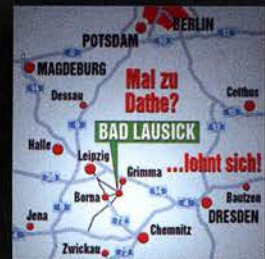 BERLIN
POTSDAM
MAGDEBURG
Mal zu
Dathe?
Dessau
Cottbus
BAD LAUSICK
Halle
Leipzig
Grimma
...lohnt sich!
Borna
Bautzen
Jena
DRESDEN
Chemnitz
Zwickau